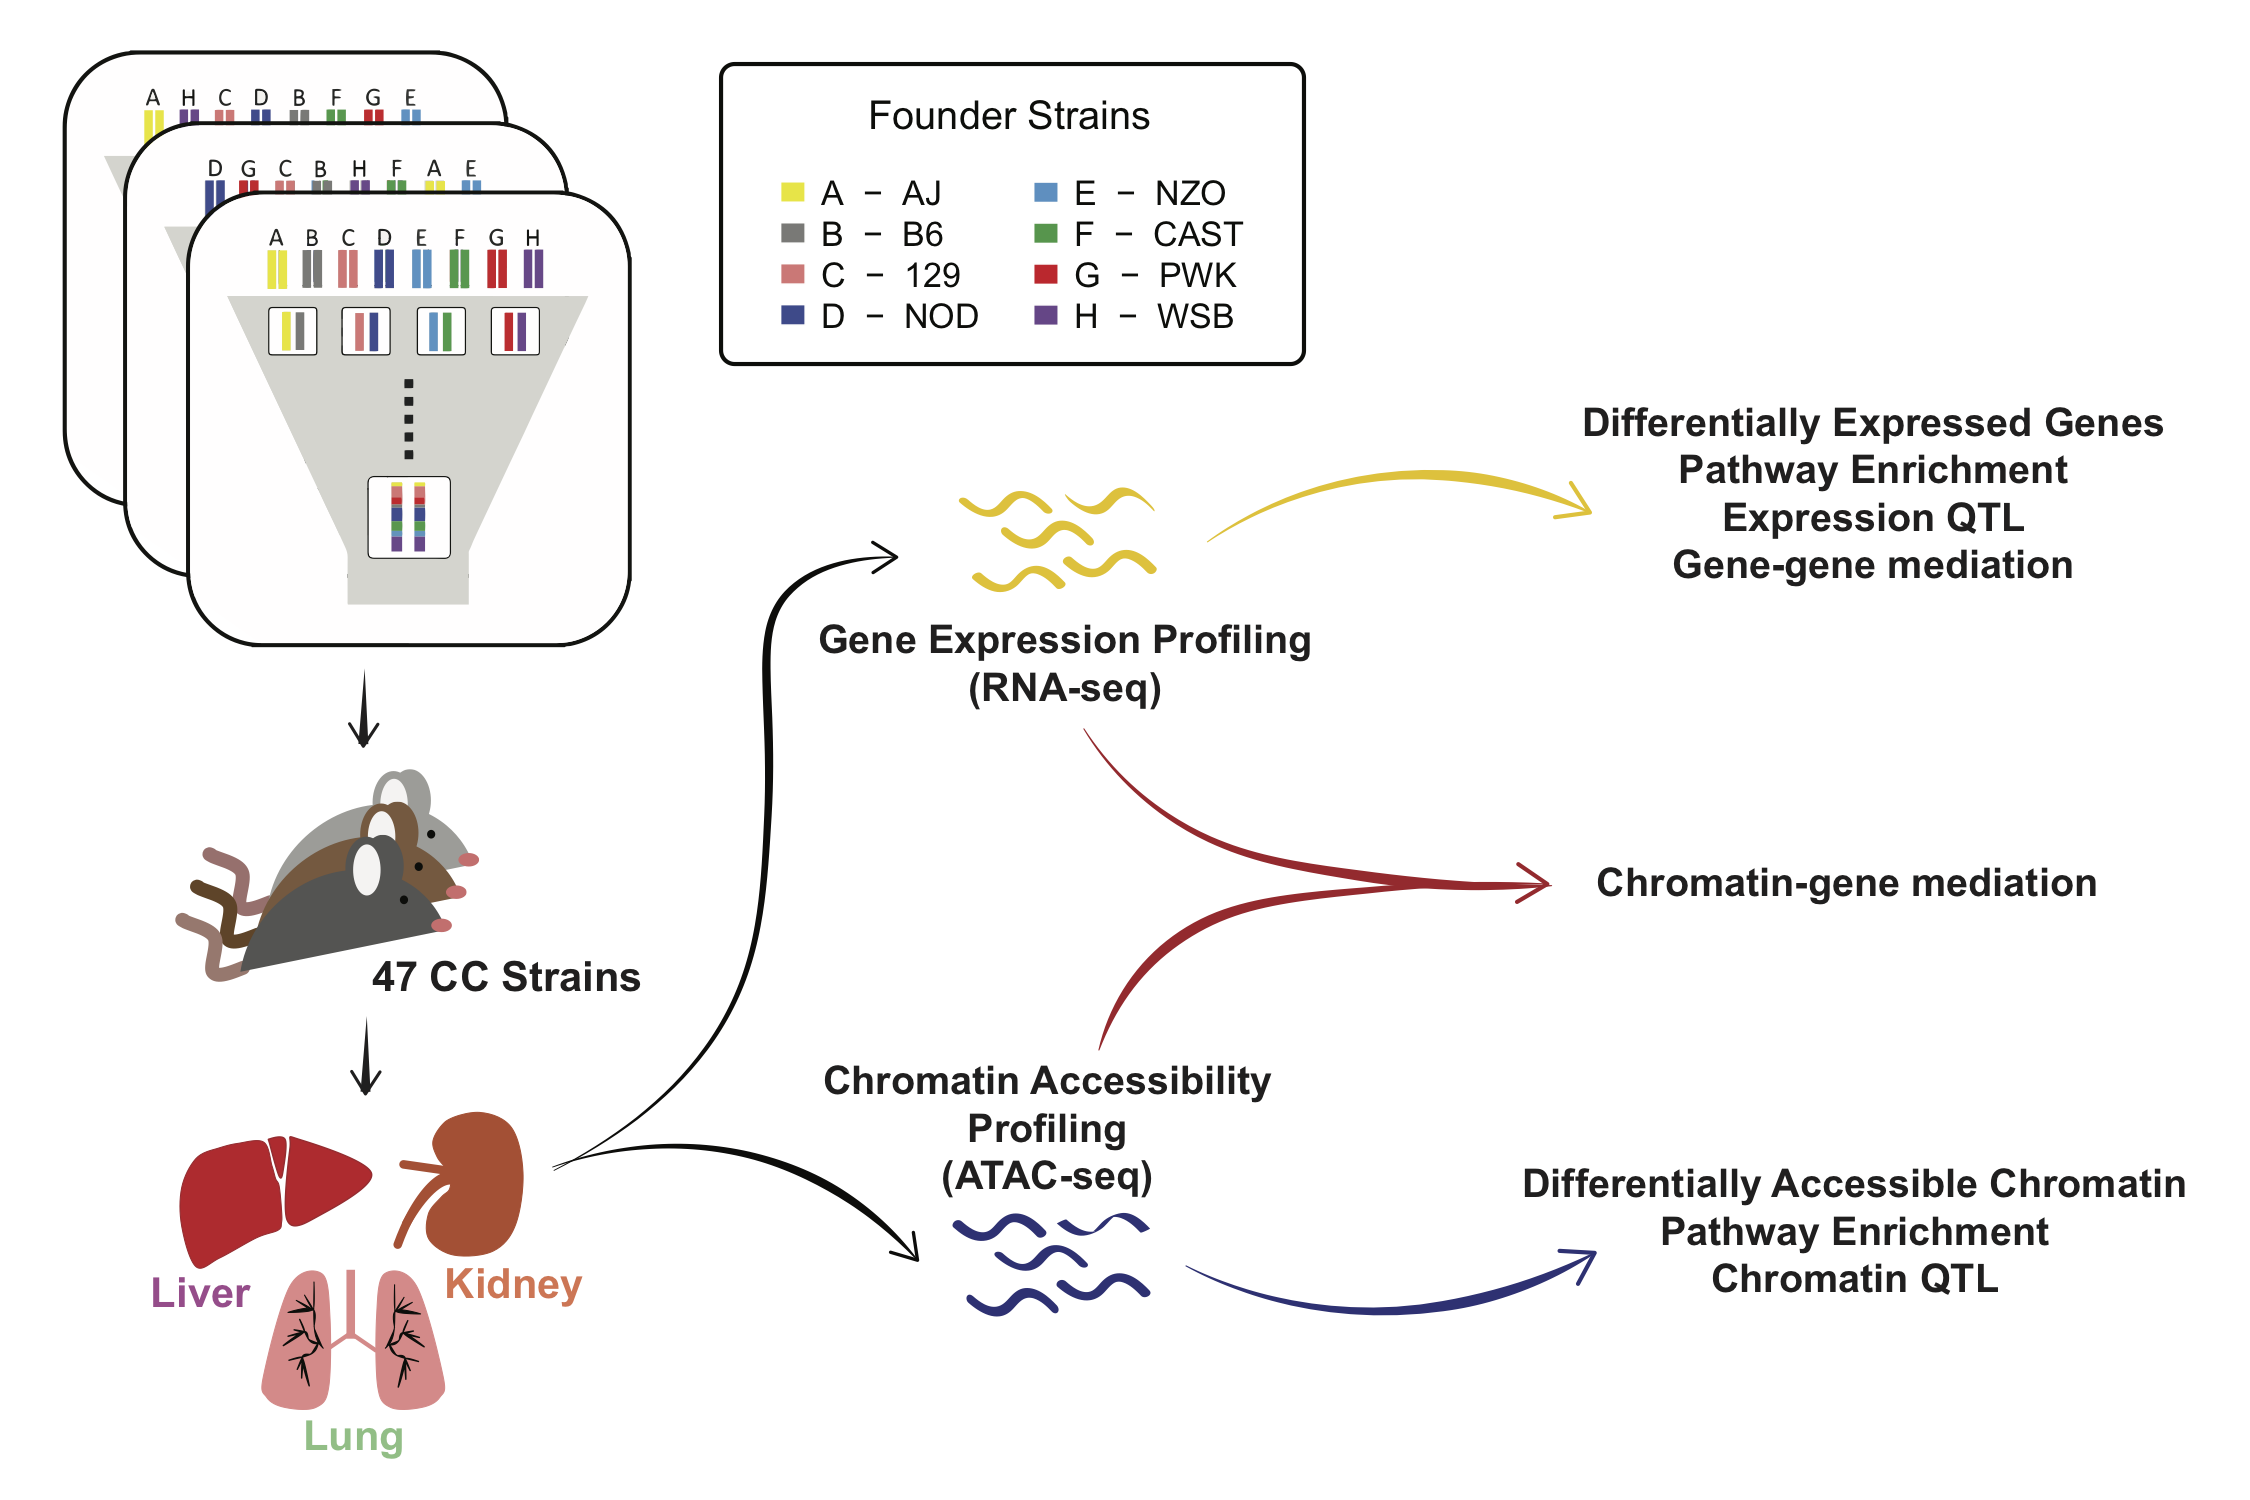 A H C D B F G E
D G C B H F A E
A B C D E F G H
Founder Strains
A – AJ
B – B6
C – 129
D – NOD
E – NZO
F – CAST
G – PWK
H – WSB
47 CC Strains
Liver
Kidney
Lung
Gene Expression Profiling
(RNA-seq)
Chromatin Accessibility
Profiling
(ATAC-seq)
Differentially Expressed Genes
Pathway Enrichment
Expression QTL
Gene-gene mediation
Chromatin-gene mediation
Differentially Accessible Chromatin
Pathway Enrichment
Chromatin QTL